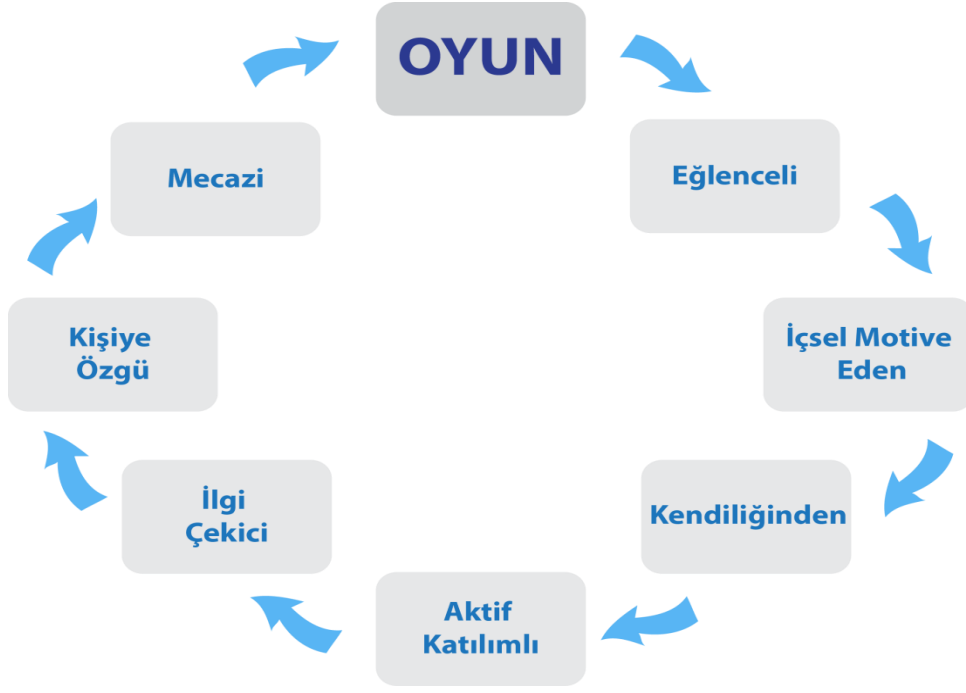 OYUN
Eğlenceli
İçsel Motive
Eden
Kendiliğinden
Aktif
Katılımlı
İlgi
Çekici
Kişiye
Özgü
Mecazi